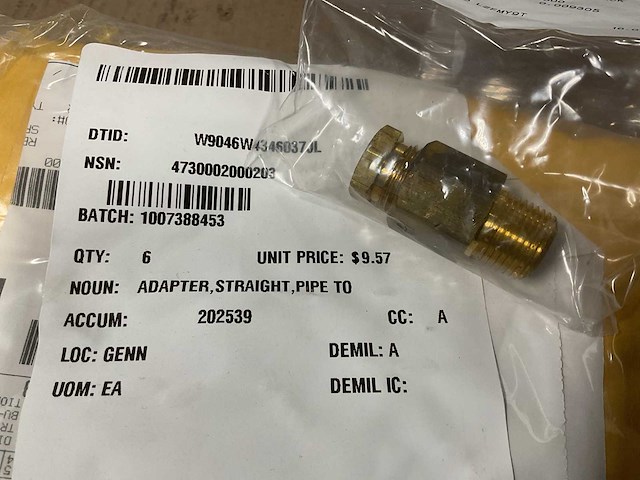 DTID: W9046W43460370L
NSN: 4730002000203
BATCH: 1007388453
QTY: 6 UNIT PRICE: $9.57
NOUN: ADAPTER,STRAIGHT,PIPE TO
ACCUM: 202539 CC: A
LOC: GENN DEMIL: A
UOM: EA DEMIL IC: